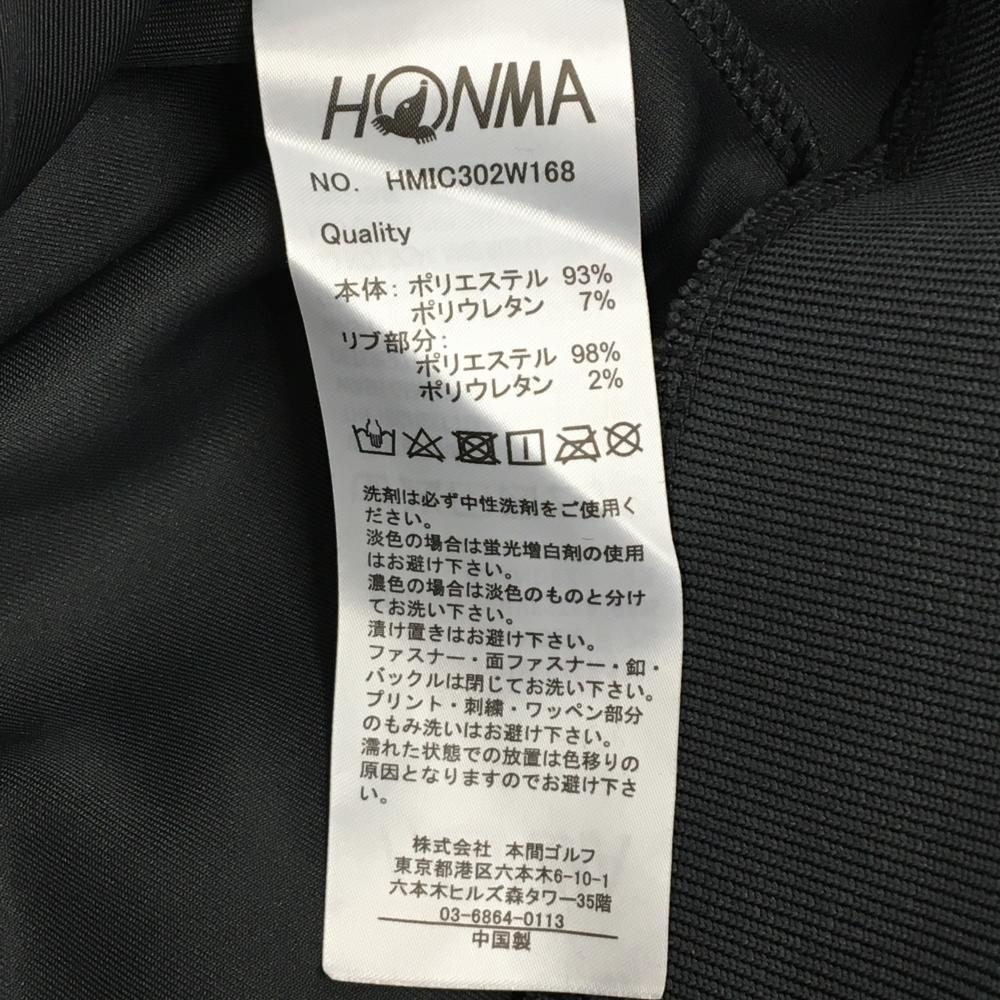 HONMA
NO. HMIC302W168
Quality
本体: ポリエステル 93%
ポリウレタン 7%
リブ部分:
ポリエステル 98%
ポリウレタン 2%
洗剤は必ず中性洗剤をご使用く
ださい。
淡色の場合は蛍光増白剤の使用
はお避け下さい。
濃色の場合は淡色のものと分け
てお洗い下さい。
漬け置きはお避け下さい。
ファスナー・面ファスナー・釦・
バックルは閉じてお洗い下さい。
プリント・刺繍・ワッペン部分
のもみ洗いはお避け下さい。
濡れた状態での放置は色移りの
原因となりますのでお避け下さ
い。
株式会社 本間ゴルフ
東京都港区六本木6-10-1
六本木ヒルズ森タワー35階
03-6864-0113
中国製